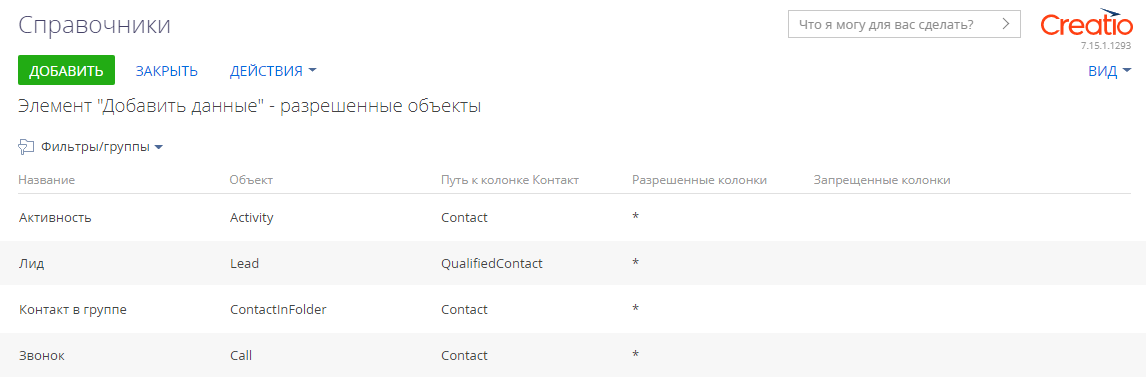 Справочники
Что я могу для вас сделать?
Creatio
7.15.1.1293
ДОБАВИТЬ ЗАКРЫТЬ ДЕЙСТВИЯ ВИД
Элемент "Добавить данные" - разрешенные объекты
Фильтры/группы
Название Объект Путь к колонке Контакт Разрешенные колонки Запрещенные колонки
Активность Activity Contact *
Лид Lead QualifiedContact *
Контакт в группе ContactInFolder Contact *
Звонок Call Contact *